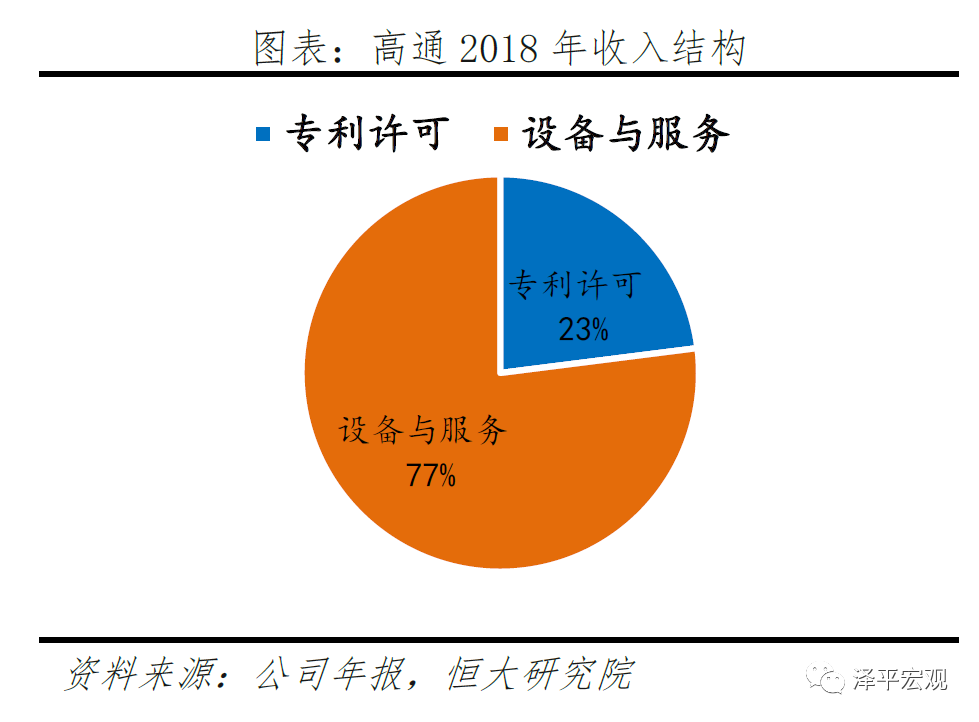 图表：高通 2018 年收入结构
专利许可 设备与服务
专利许可
23%
设备与服务
77%
资料来源：公司年报，恒大研究院
泽平宏观